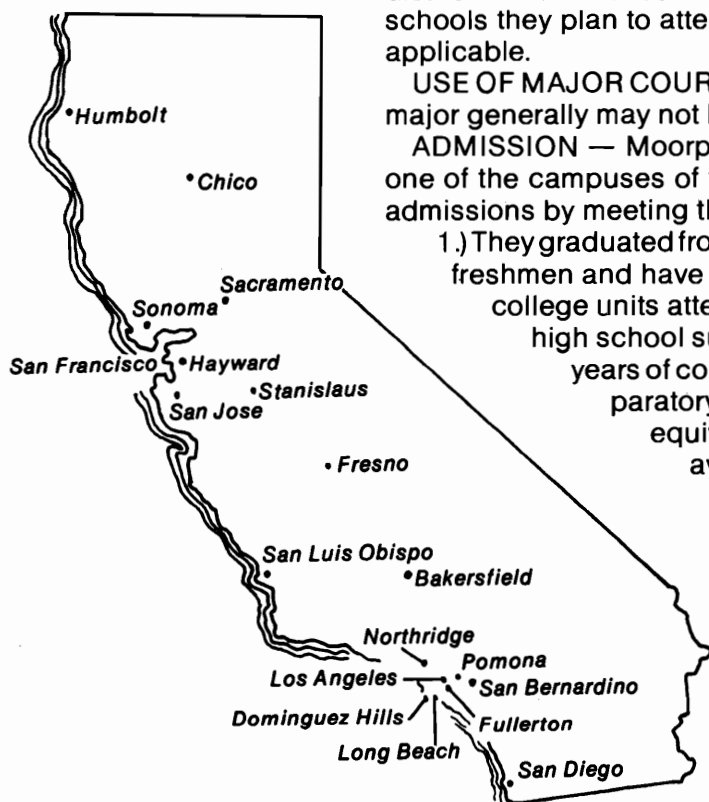 schools they plan to atte
applicable.
USE OF MAJOR COUR
major generally may not
ADMISSION — Moorp
one of the campuses of
admissions by meeting th
1.) They graduated fro
freshmen and have
college units atte
high school su
years of co
paratory
equi
av
Humbolt
Chico
Sacramento
Sonoma
San Francisco
Hayward
Stanislaus
San Jose
Fresno
San Luis Obispo
Bakersfield
Northridge
Pomona
Los Angeles
San Bernardino
Dominguez Hills
Fullerton
Long Beach
San Diego